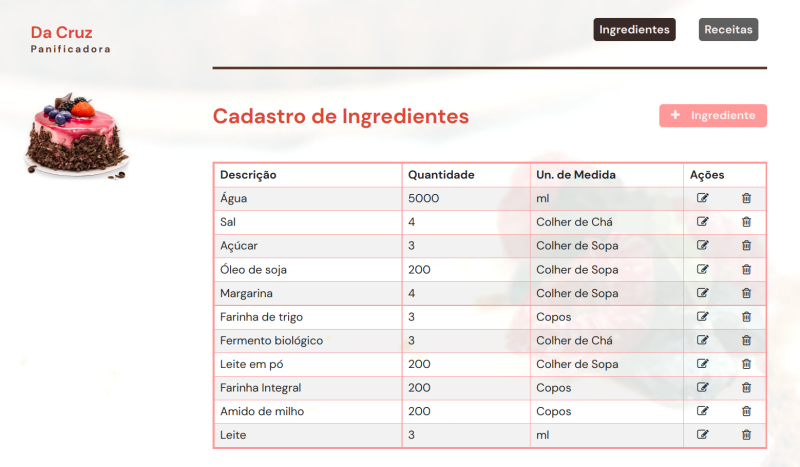 Da Cruz
Panificadora
Ingredientes Receitas
Cadastro de Ingredientes
Ingrediente
Descrição Quantidade Un. de Medida Ações
Água 5000 ml
Sal 4 Colher de Chá
Açúcar 3 Colher de Sopa
Óleo de soja 200 Colher de Sopa
Margarina 4 Colher de Sopa
Farinha de trigo 3 Copos
Fermento biológico 3 Colher de Chá
Leite em pó 200 Colher de Sopa
Farinha Integral 200 Copos
Amido de milho 200 Copos
Leite 3 ml